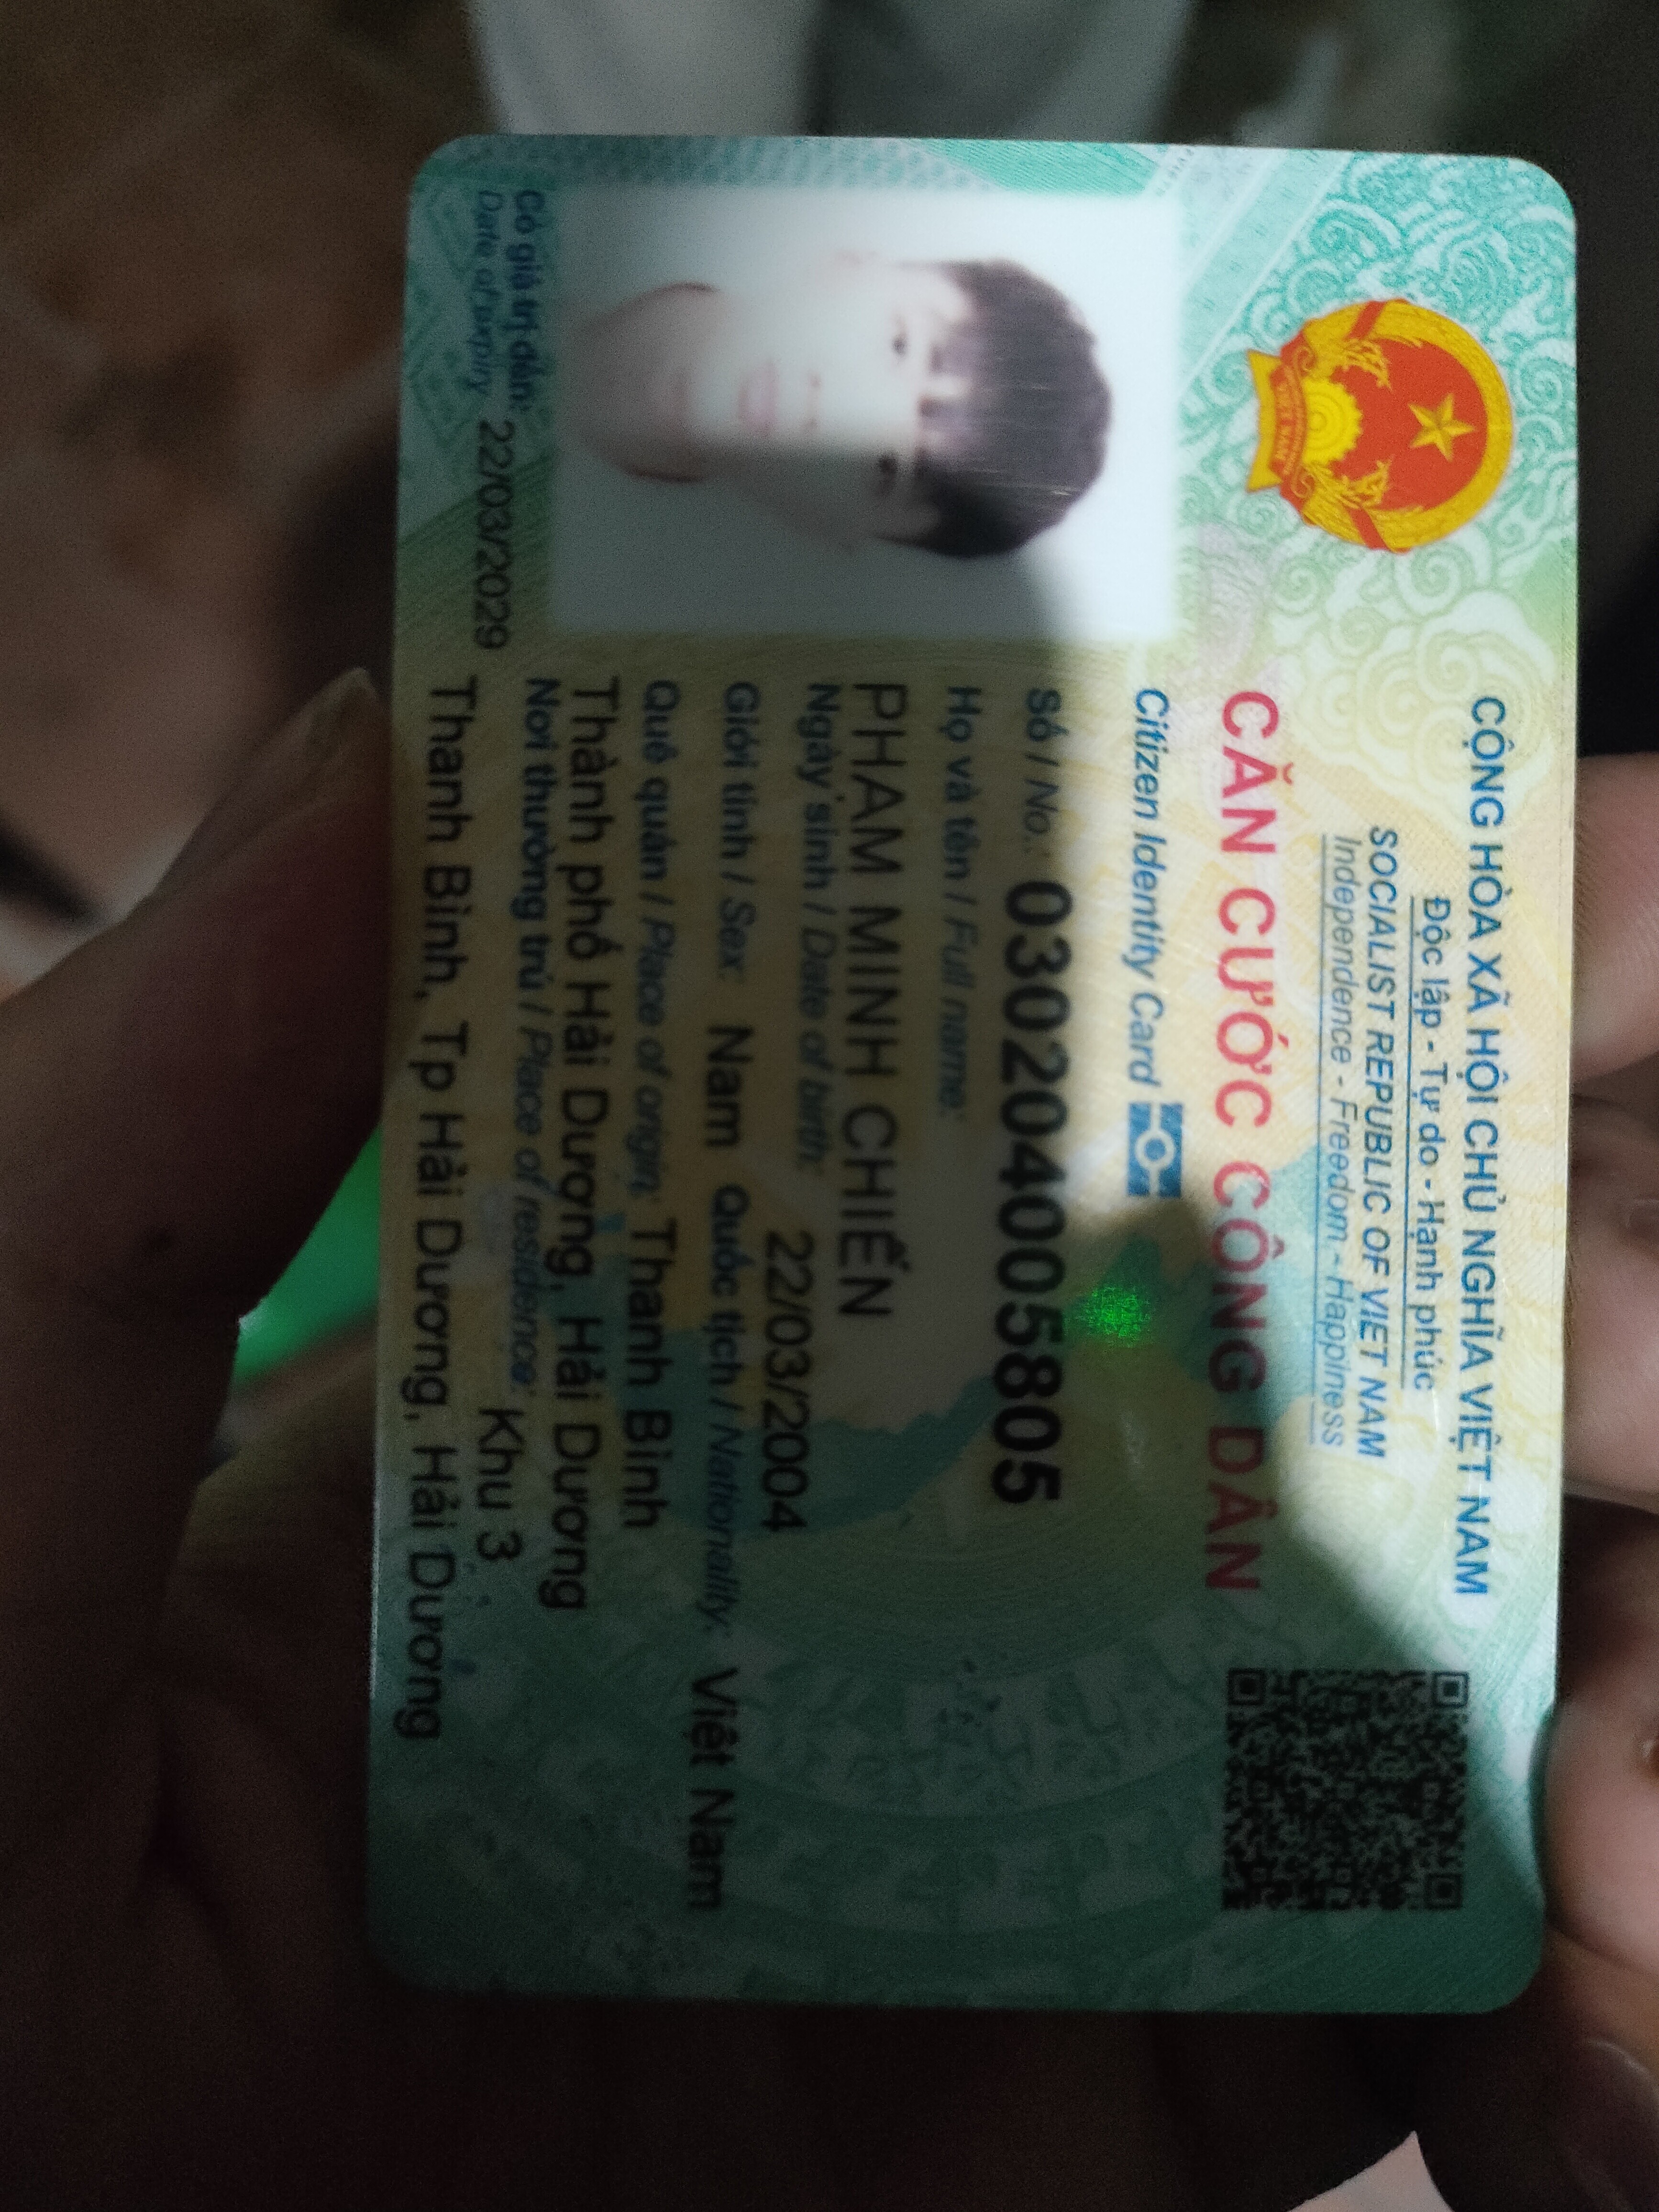 CỘNG HÒA XÃ HỘI CHỦ NGHĨA VIỆT NAM
Độc lập - Tự do - Hạnh phúc
SOCIALIST REPUBLIC OF VIET NAM
Independence - Freedom - Happiness
CĂN CƯỚC CÔNG DÂN
Citizen Identity Card
Số / No.: 030204005805
Họ và tên / Full name:
PHẠM MINH CHIẾN
Ngày sinh / Date of birth: 22/03/2004
Giới tính / Sex: Nam Quốc tịch / Nationality: Việt Nam
Quê quán / Place of origin: Thanh Bình
Thành phố Hải Dương, Hải Dương
Nơi thường trú / Place of residence: Khu 3
Thanh Bình, Tp Hải Dương, Hải Dương
Có giá trị đến: 22/03/2029
Date of expiry